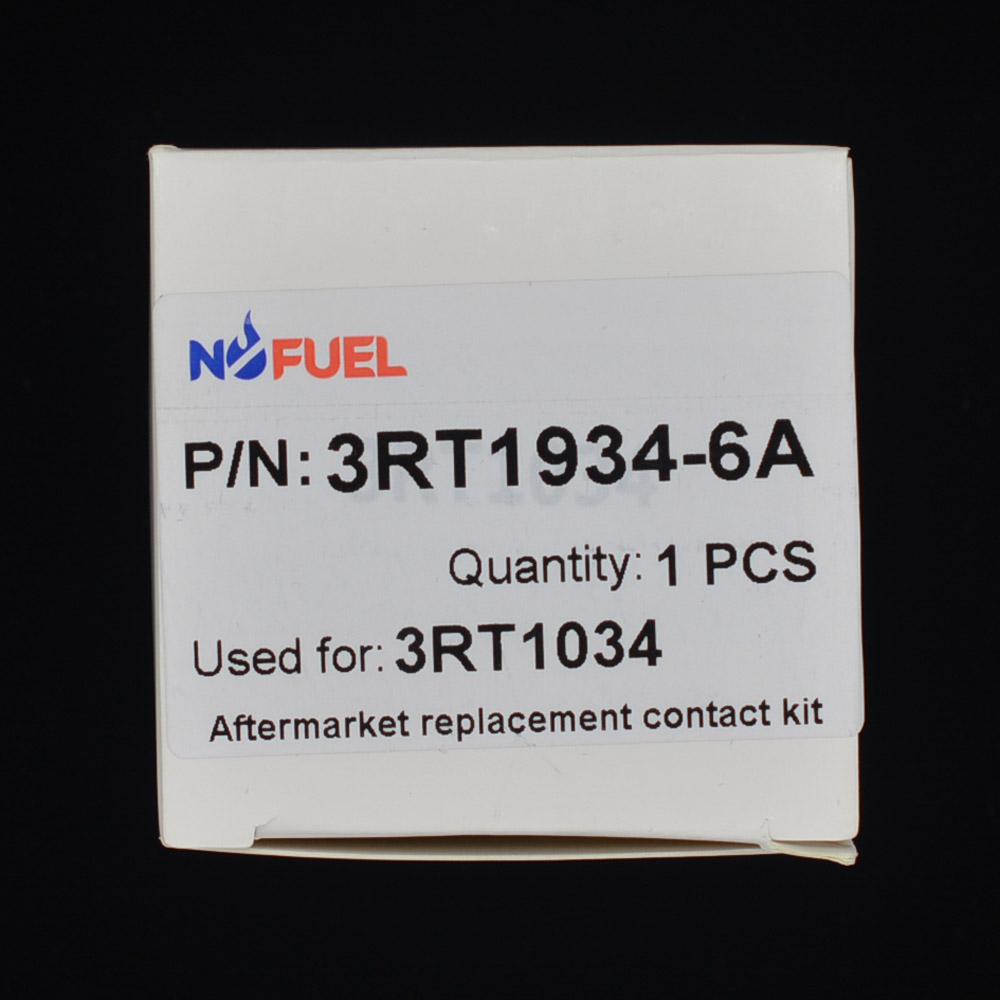 NOFUEL
P/N: 3RT1934-6A
Quantity: 1 PCS
Used for: 3RT1034
Aftermarket replacement contact kit